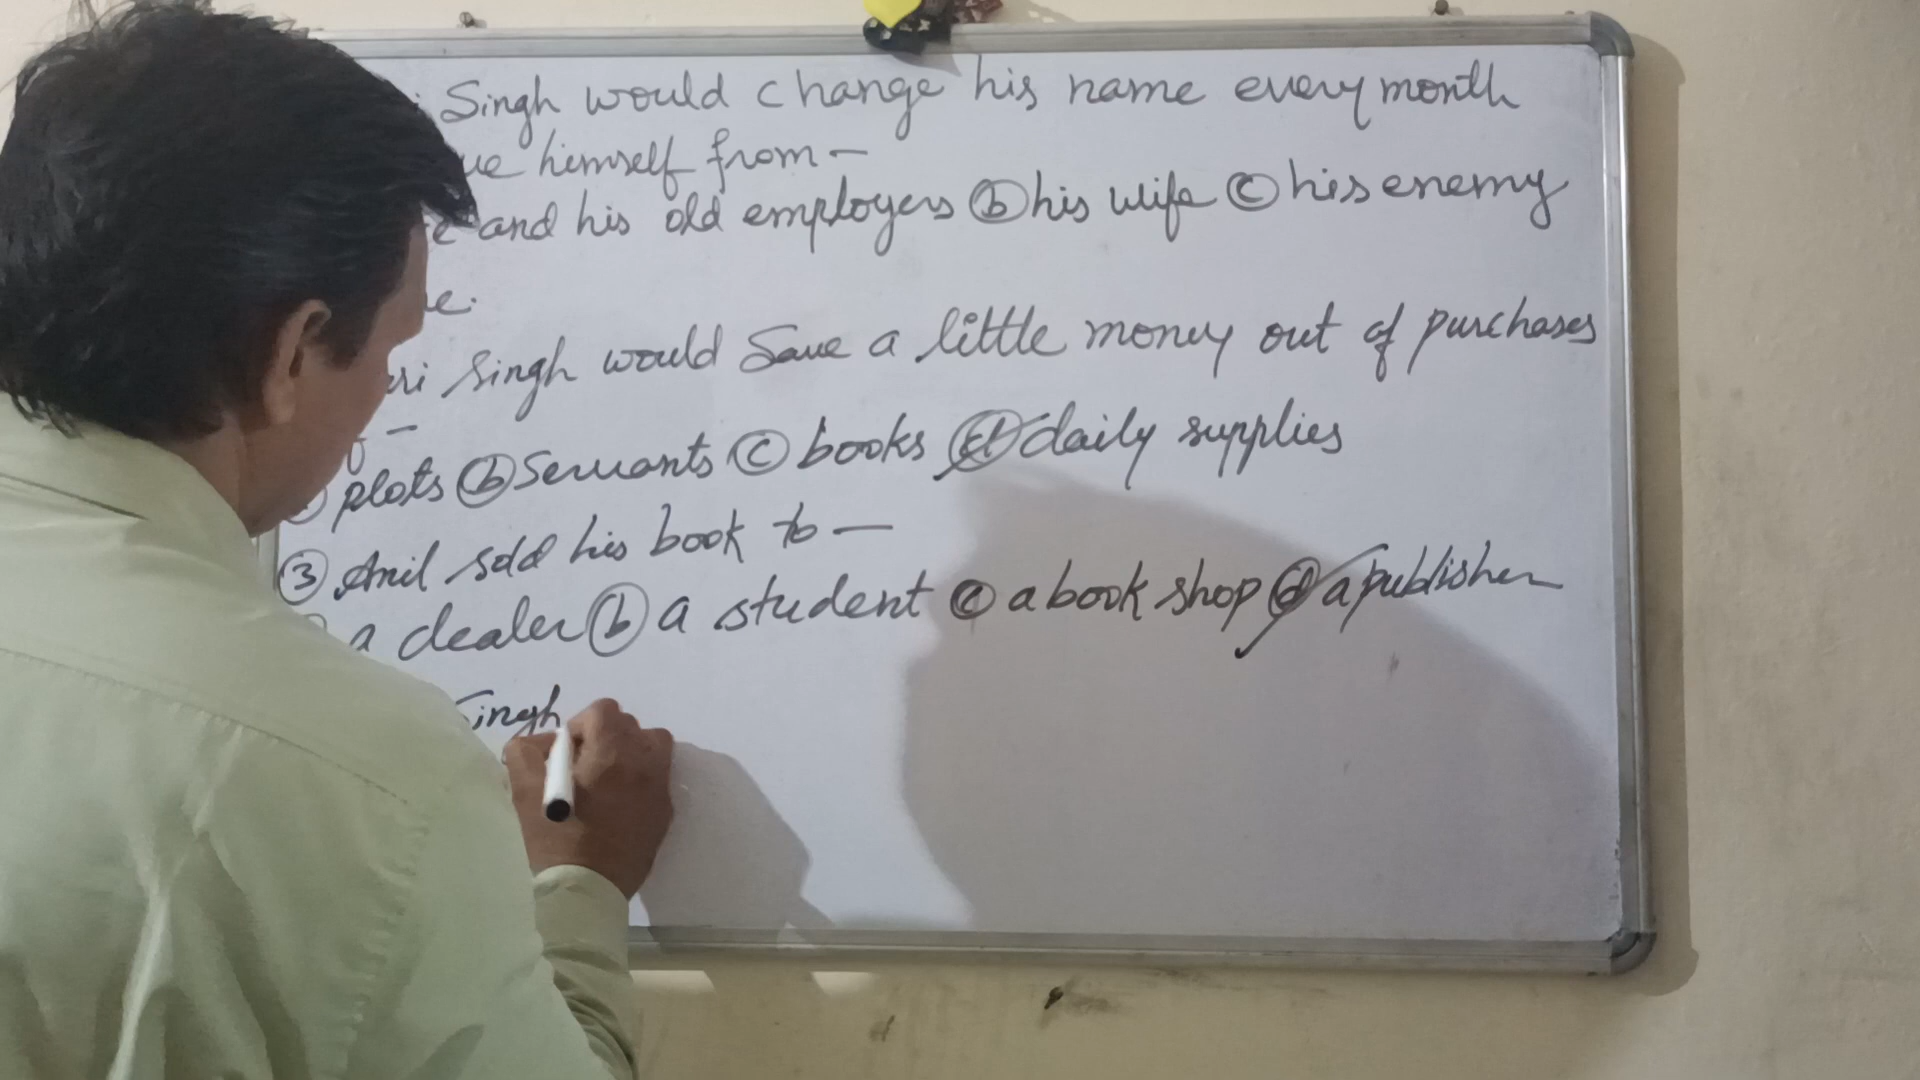 Singh would change his name every month
himself from -
and his old employers (b) his wife (c) his enemy
Singh would save a little money out of purchases
plots (b) Servants (c) books (d) daily supplies
(3) Anil sold his book to —
a dealer (b) a student (c) a book shop (d) a publisher
Singh